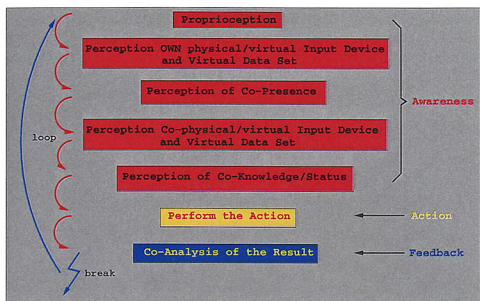 Proprioception
Perception OWN physical/virtual Input Device
and Virtual Data Set
Perception of Co-Presence
Awareness
loop
Perception Co-physical/virtual Input Device
and Virtual Data Set
Perception of Co-Knowledge/Status
Perform the Action
Action
Co-Analysis of the Result
Feedback
break